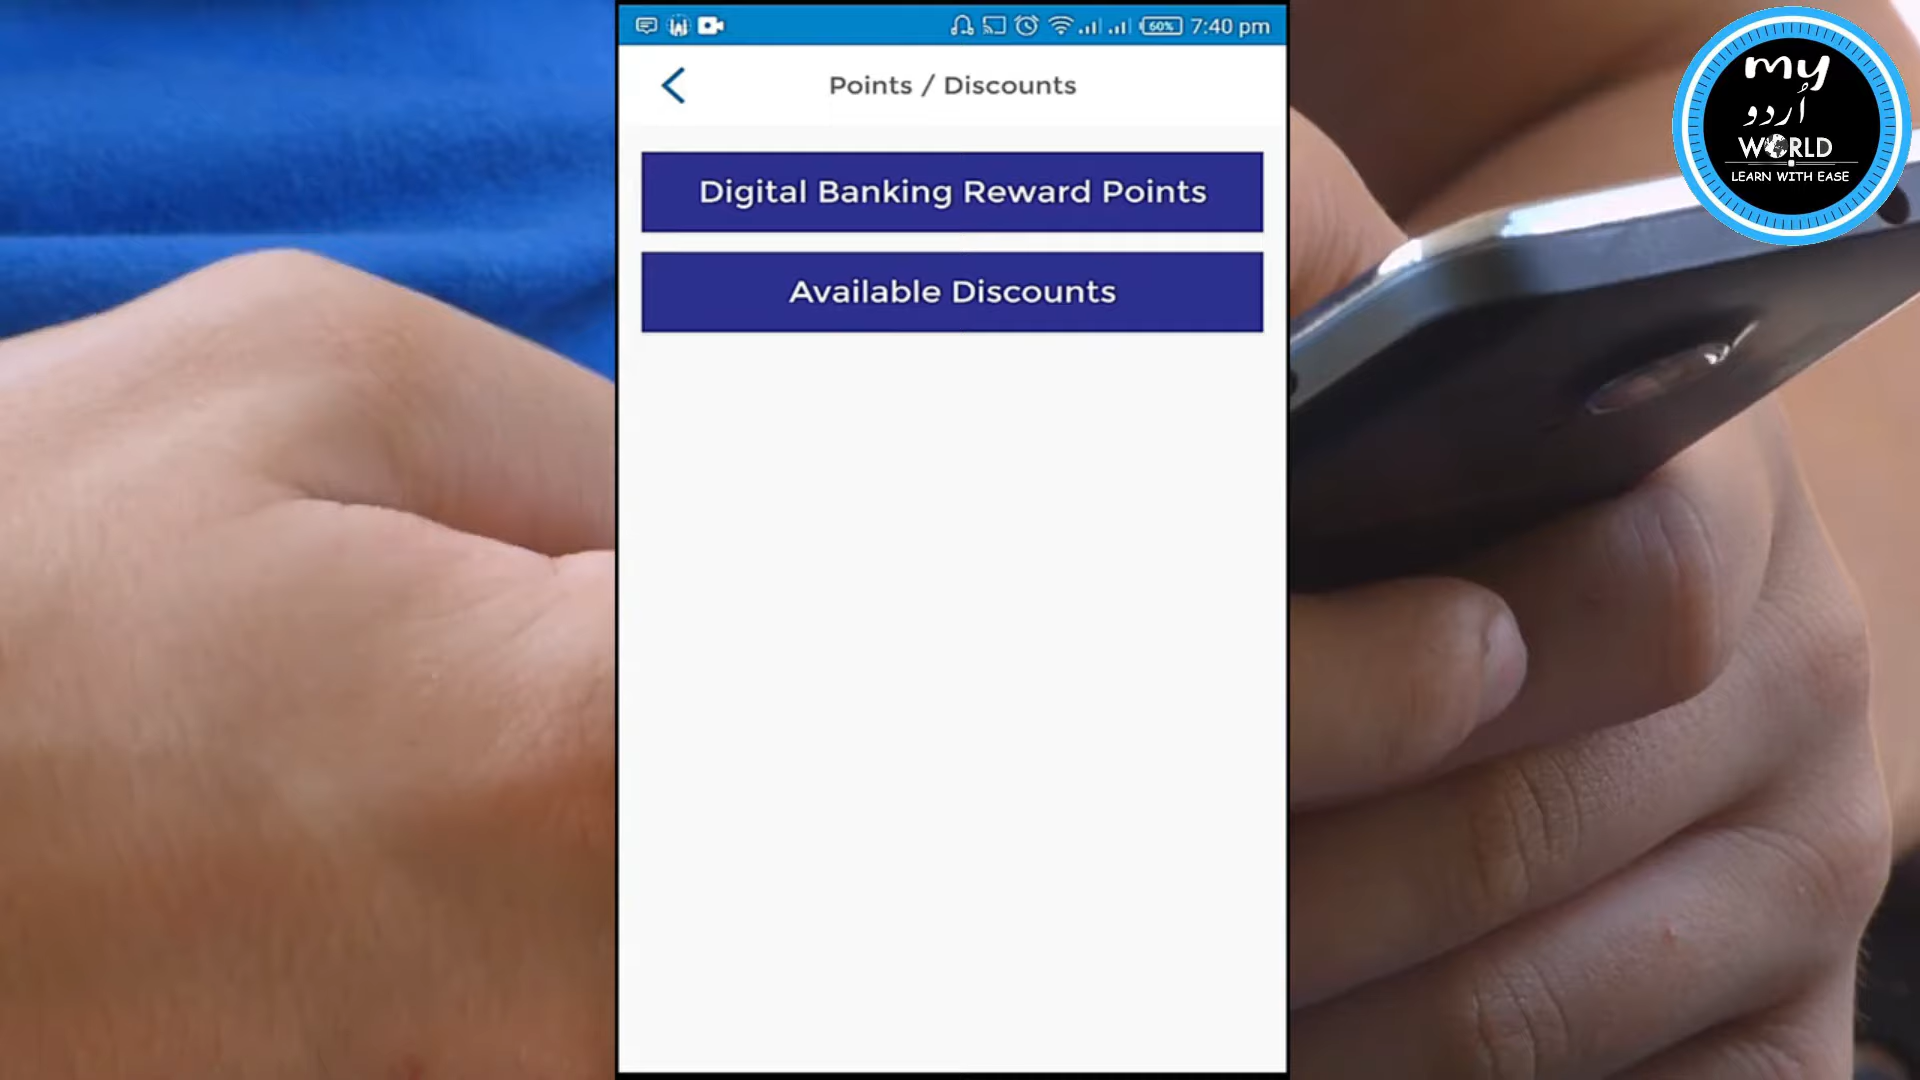 60% 7:40 pm
Points / Discounts
Digital Banking Reward Points
Available Discounts
my
اُردو
WORLD
LEARN WITH EASE